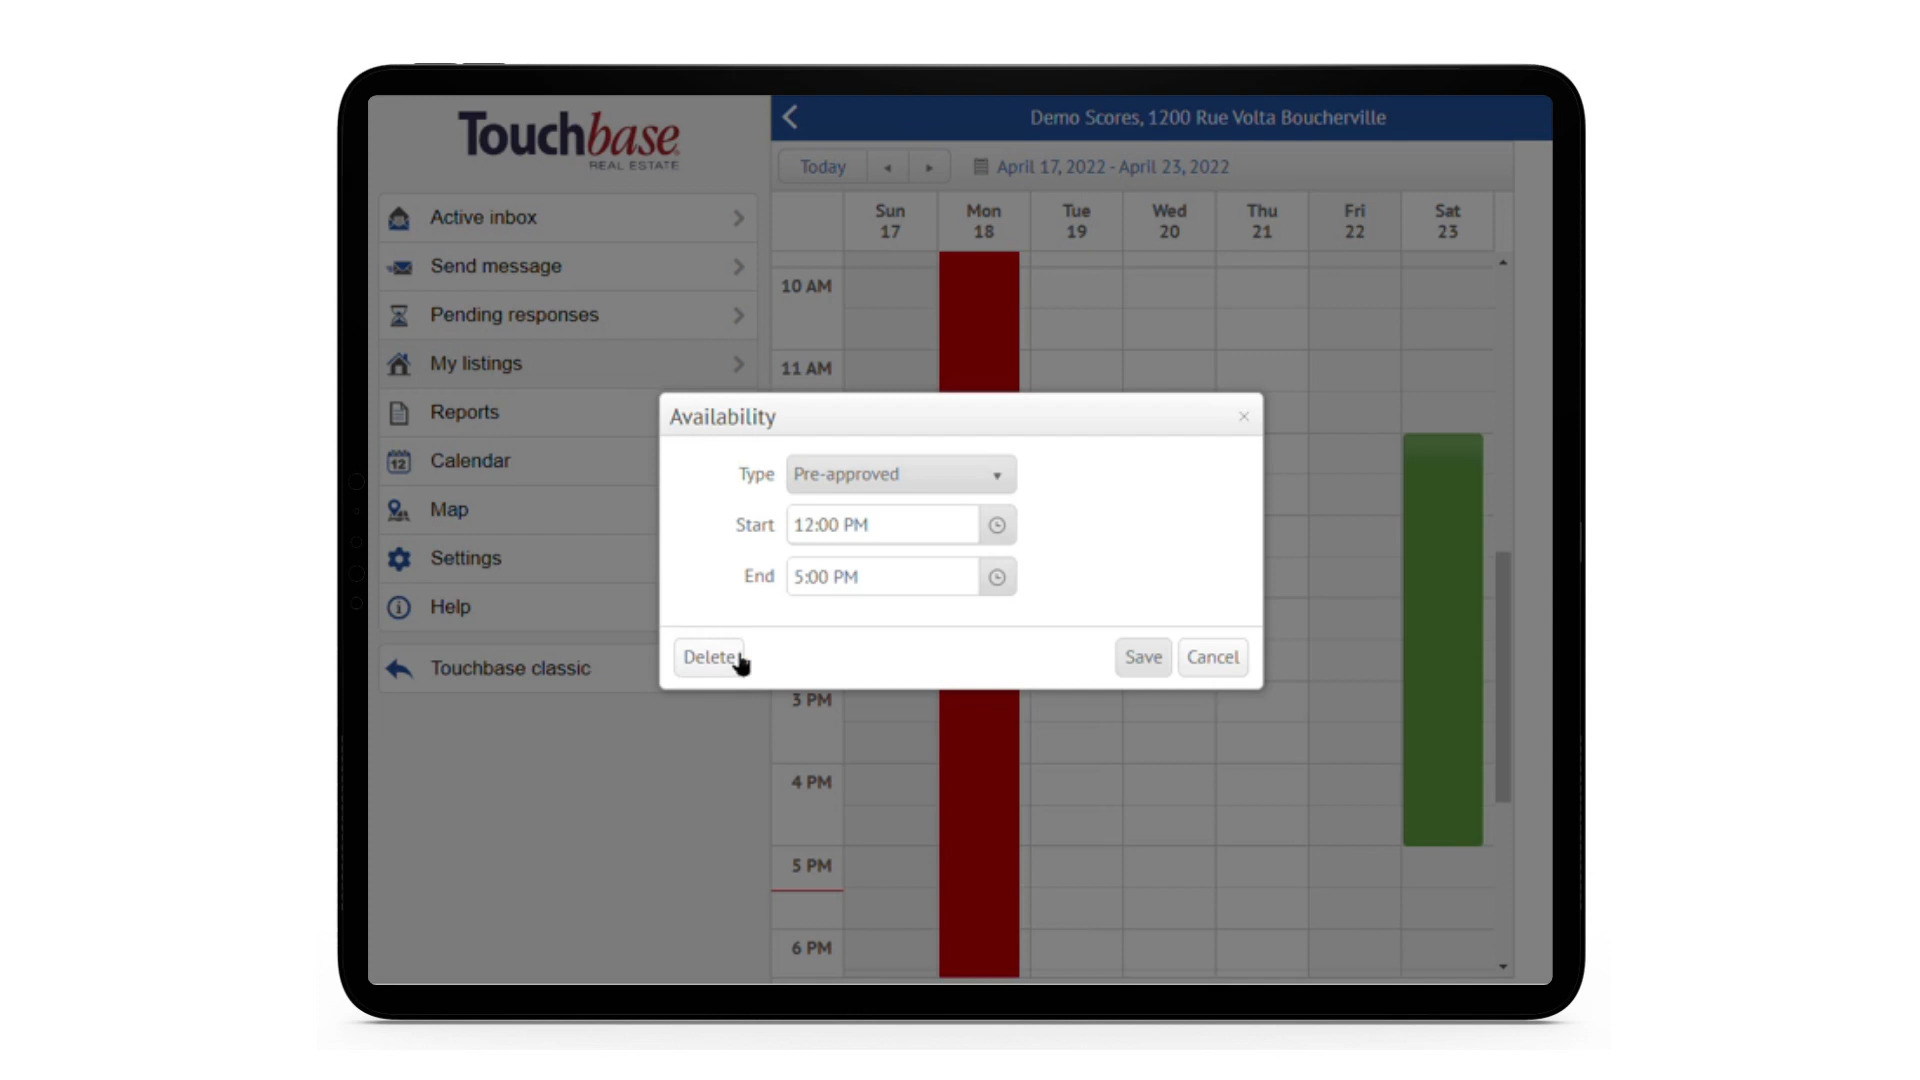 Touchbase
REAL ESTATE
Active inbox
Send message
Pending responses
My listings
Reports
12
Calendar
Map
Settings
Help
Touchbase classic
Demo Scores, 1200 Rue Volta Boucherville
Today
April 17, 2022 - April 23, 2022
Sun Mon Tue Wed Thu Fri Sat
17 18 19 20 21 22 23
10 AM
11 AM
Availability
Type Pre-approved
Start 12:00 PM
End 5:00 PM
Delete Save Cancel
3 PM
4 PM
5 PM
6 PM